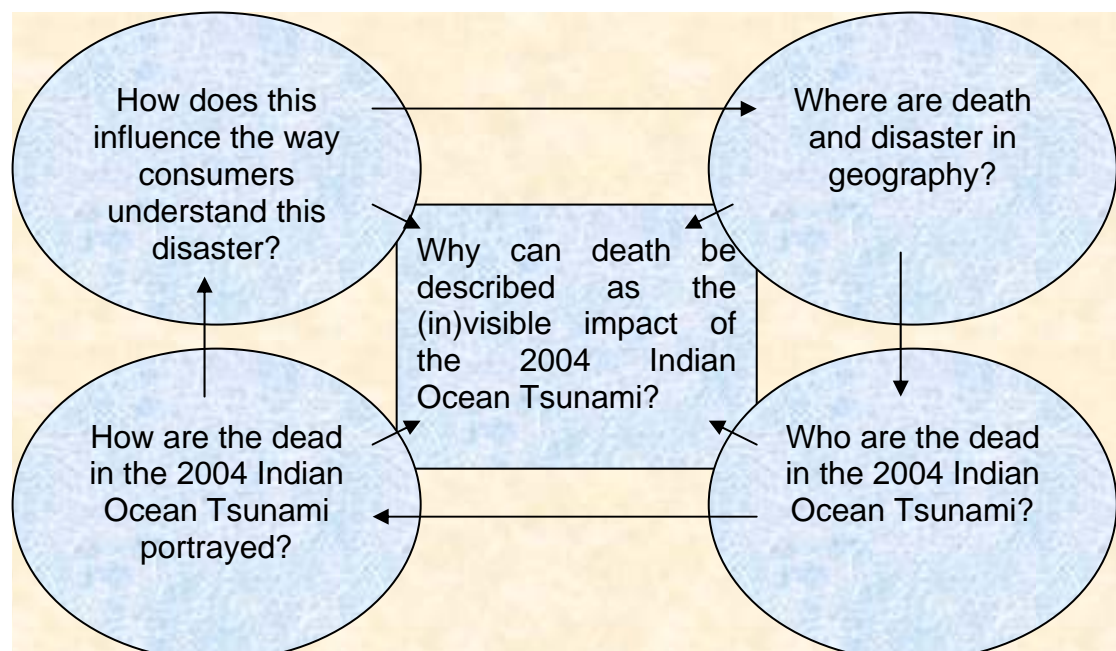 How does this
influence the way
consumers
understand this
disaster?
Where are death
and disaster in
geography?
Why can death be
described as the
(in)visible impact of
the 2004 Indian
Ocean Tsunami?
How are the dead
in the 2004 Indian
Ocean Tsunami
portrayed?
Who are the dead
in the 2004 Indian
Ocean Tsunami?